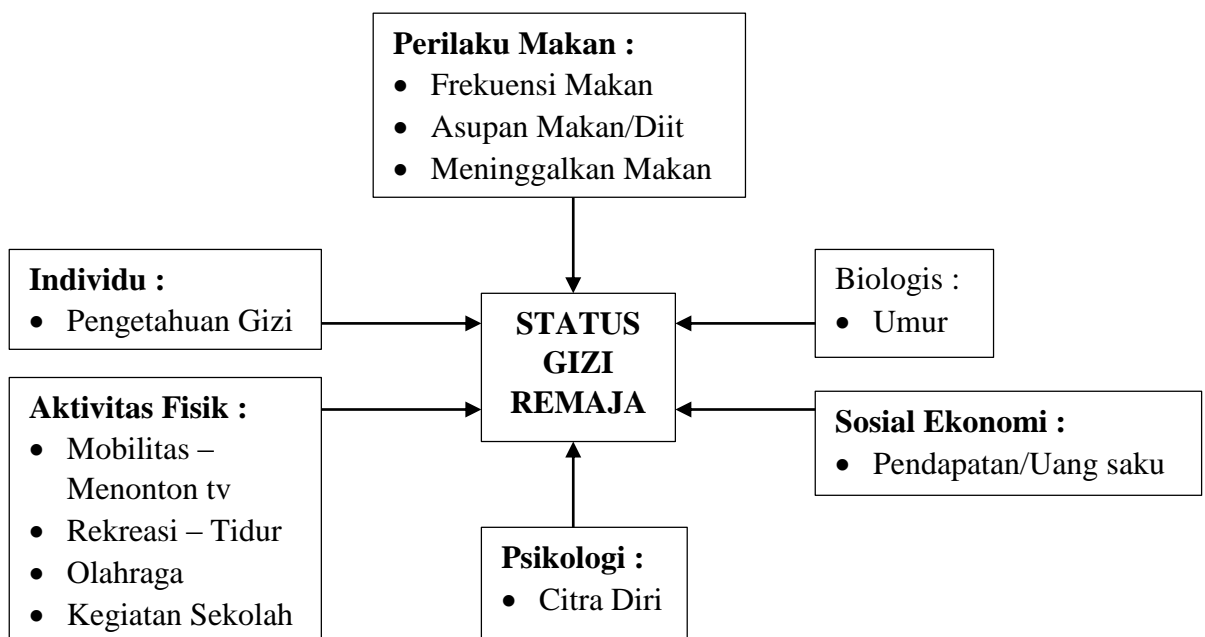 Perilaku Makan :
• Frekuensi Makan
• Asupan Makan/Diit
• Meninggalkan Makan
Individu :
• Pengetahuan Gizi
STATUS
GIZI
REMAJA
Biologis :
• Umur
Aktivitas Fisik :
• Mobilitas –
Menonton tv
• Rekreasi – Tidur
• Olahraga
• Kegiatan Sekolah
Sosial Ekonomi :
• Pendapatan/Uang saku
Psikologi :
• Citra Diri